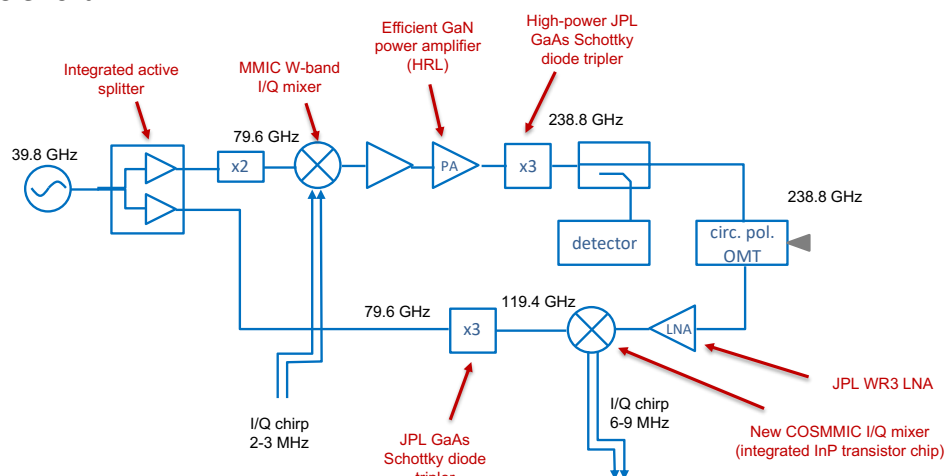 Efficient GaN
power amplifier
(HRL)
High-power JPL
GaAs Schottky
diode tripler
Integrated active
splitter
MMIC W-band
I/Q mixer
39.8 GHz
79.6 GHz
238.8 GHz
x2
PA
x3
238.8 GHz
detector
circ. pol.
OMT
79.6 GHz
119.4 GHz
x3
LNA
JPL WR3 LNA
I/Q chirp
2-3 MHz
JPL GaAs
Schottky diode
tripler
I/Q chirp
6-9 MHz
New COSMMIC I/Q mixer
(integrated InP transistor chip)